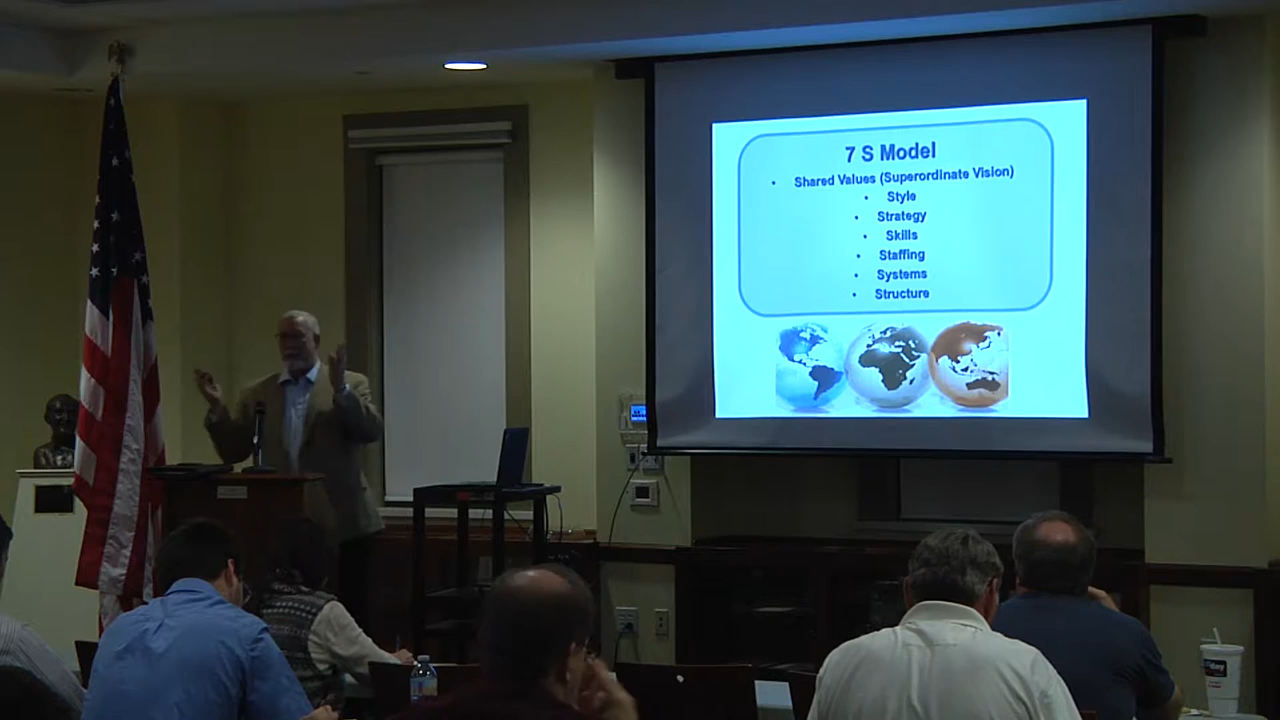 7 S Model
• Shared Values (Superordinate Vision)
• Style
• Strategy
• Skills
• Staffing
• Systems
• Structure